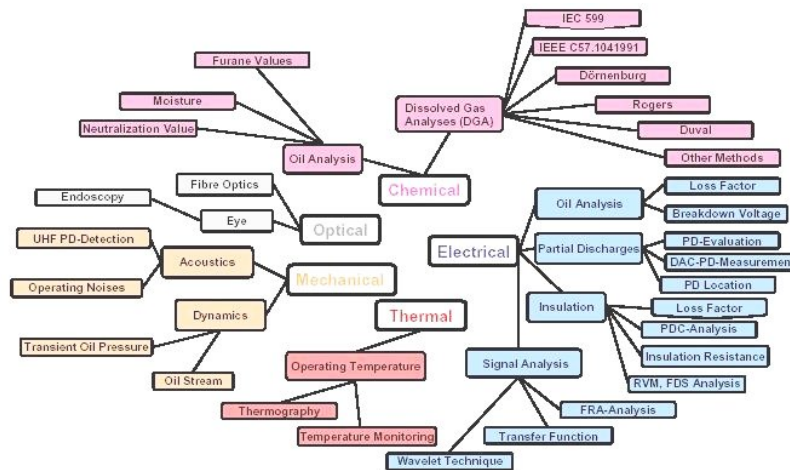 IEC 599
IEEE C57.1041991
Furane Values
Dörnenburg
Moisture
Dissolved Gas
Analyses (DGA)
Rogers
Neutralization Value
Duval
Oil Analysis
Other Methods
Chemical
Fibre Optics
Endoscopy
Eye
Optical
Oil Analysis
Loss Factor
Breakdown Voltage
UHF PD-Detection
Acoustics
Electrical
Partial Discharges
PD-Evaluation
DAC-PD-Measurement
PD Location
Operating Noises
Mechanical
Insulation
Loss Factor
Dynamics
Thermal
PDC-Analysis
Transient Oil Pressure
Insulation Resistance
Oil Stream
Operating Temperature
Signal Analysis
RVM, FDS Analysis
Thermography
FRA-Analysis
Temperature Monitoring
Transfer Function
Wavelet Technique